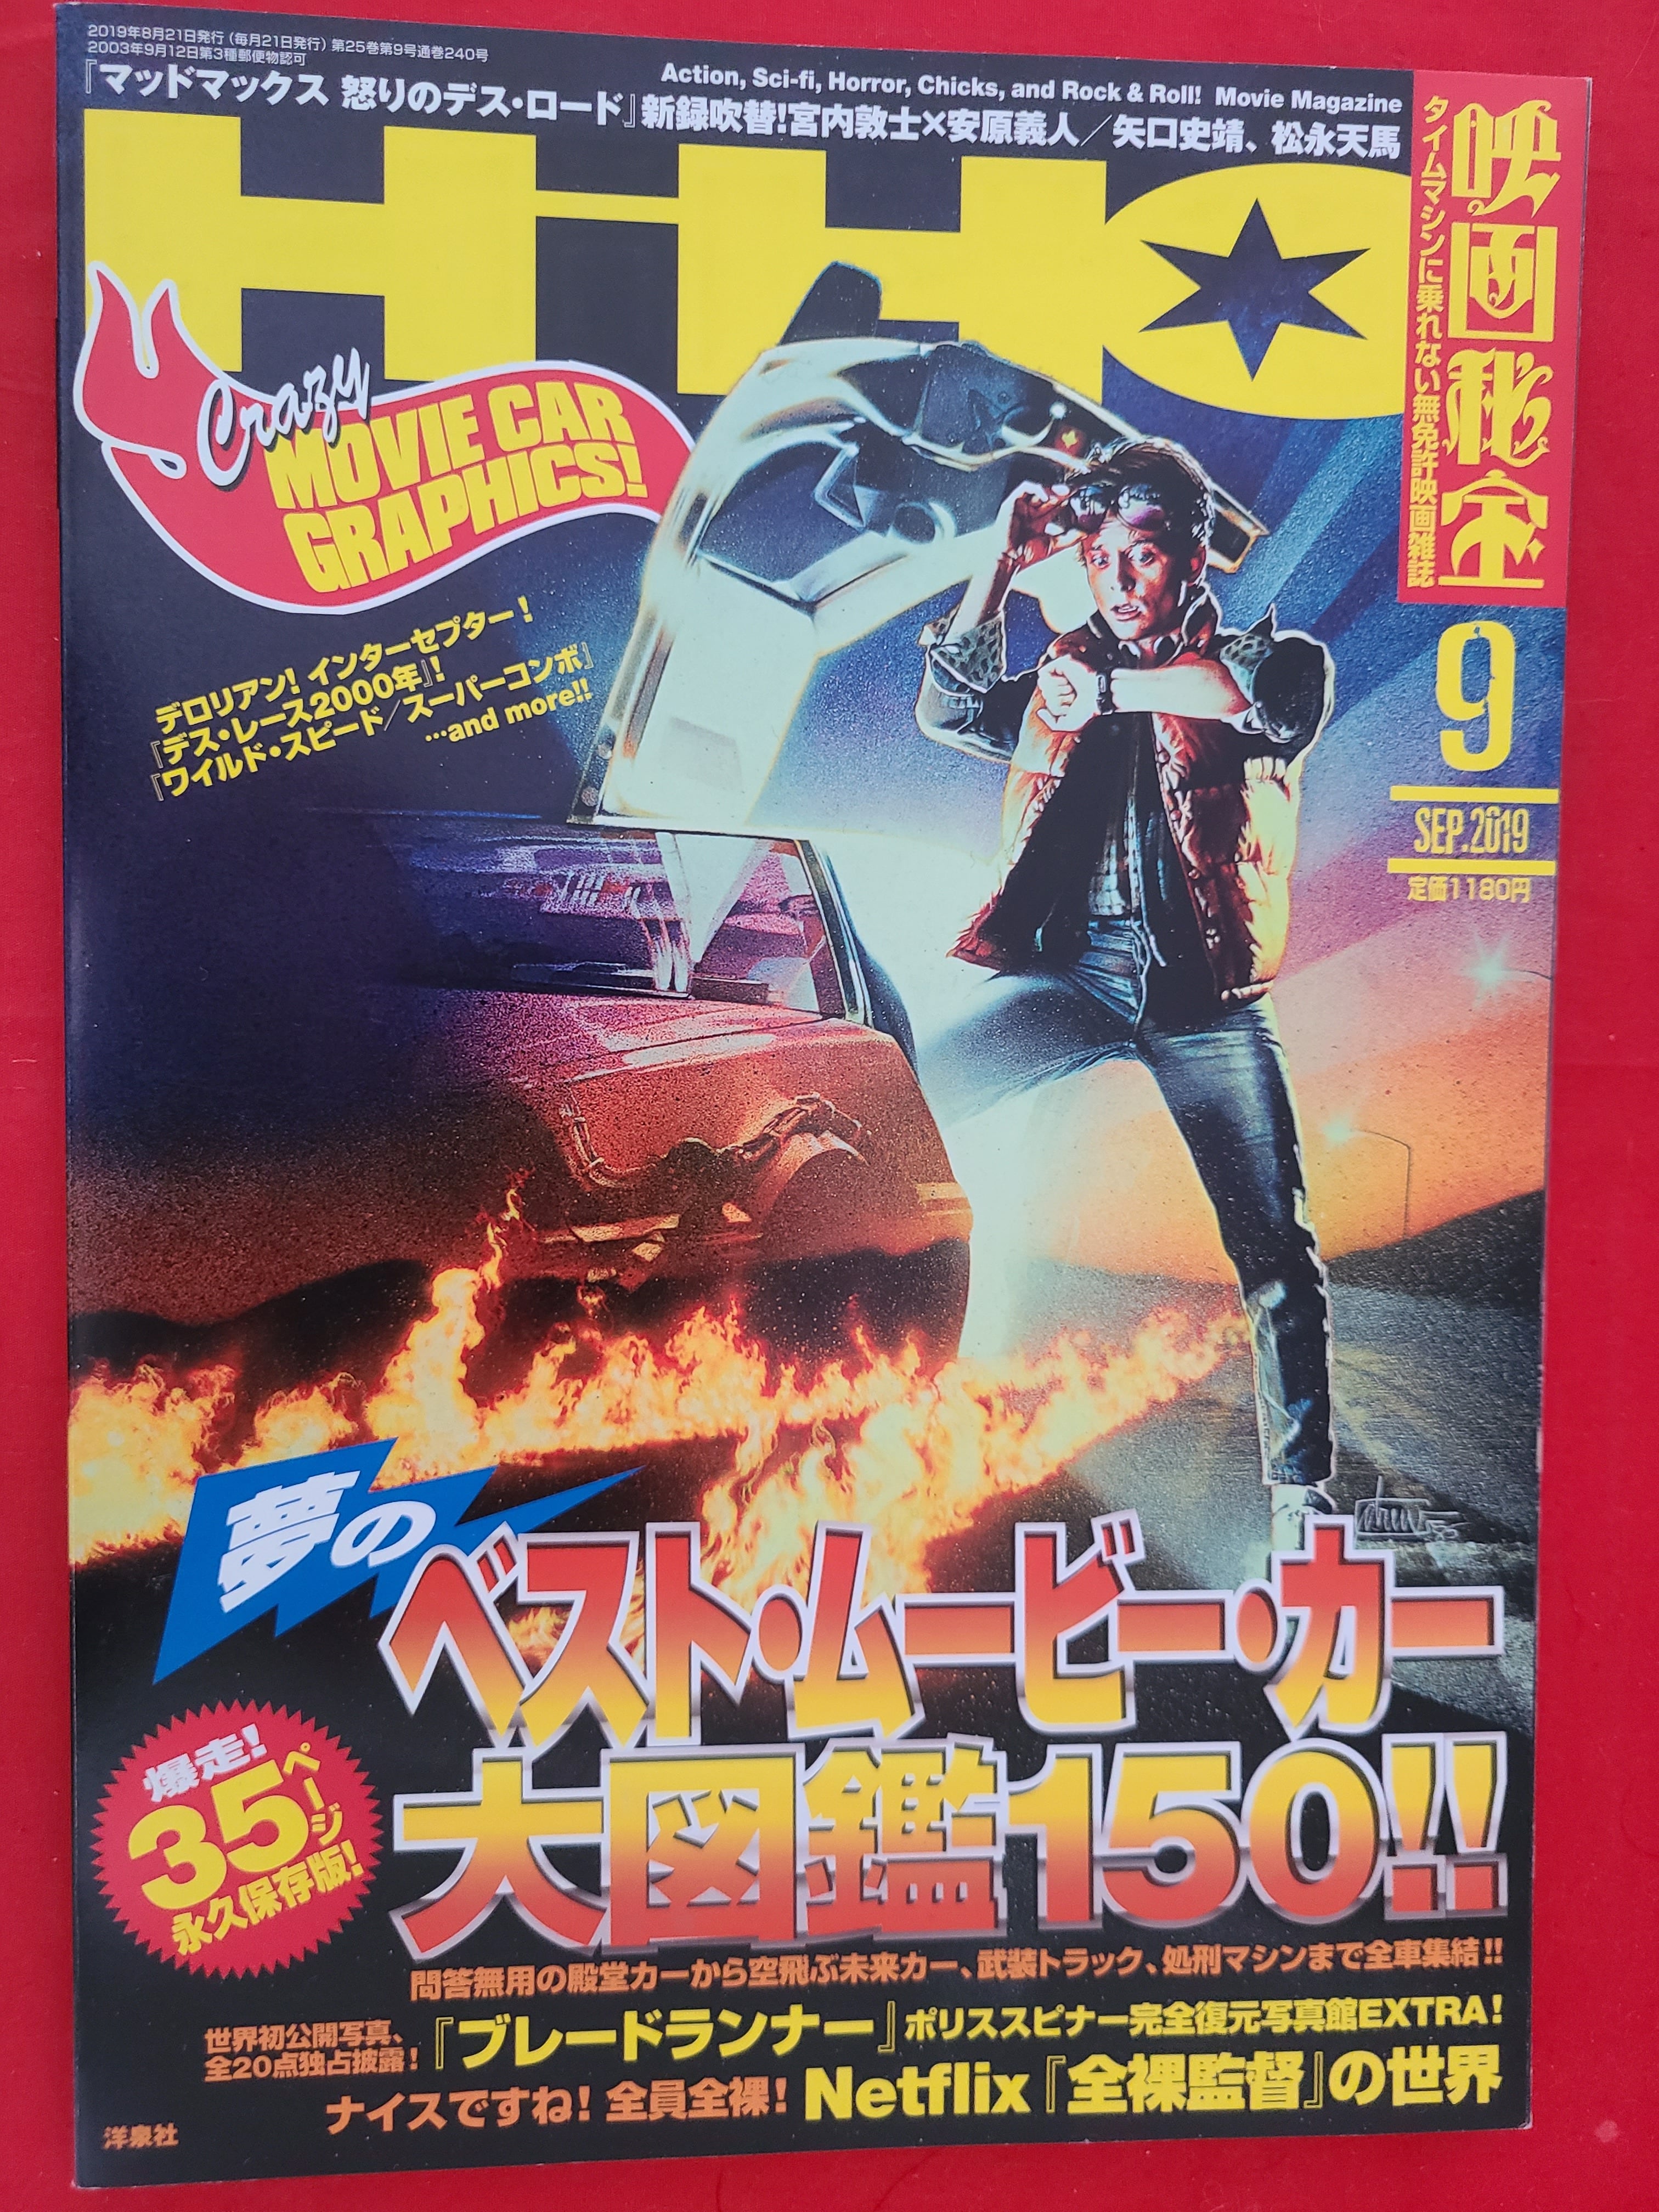 2019年8月21日発行(毎月21日発行)第25巻第9号通巻240号
2003年9月12日第3種郵便物認可
Action, Sci-fi, Horror, Chicks, and Rock & Roll! Movie Magazine
『マッドマックス 怒りのデス・ロード』新録吹替!宮内敦士×安原義人/矢口史靖、松永天馬
HiHO
映画秘宝
タイムマシンに乗れない無免許映画雑誌
9
SEP.2019
定価1180円
Crazy
MOVIE CAR
GRAPHICS!
デロリアン! インターセプター!
『デス・レース2000年』!
『ワイルド・スピード/スーパーコンボ』
…and more!!
夢の
ベスト・ムービー・カー
大図鑑150!!
爆走!
35ページ
永久保存版!
問答無用の殿堂カーから空飛ぶ未来カー、武装トラック、処刑マシンまで全車集結!!
世界初公開写真、
全20点独占披露!
『ブレードランナー』ポリススピナー完全復元写真館EXTRA!
ナイスですね! 全員全裸! Netflix『全裸監督』の世界
洋泉社